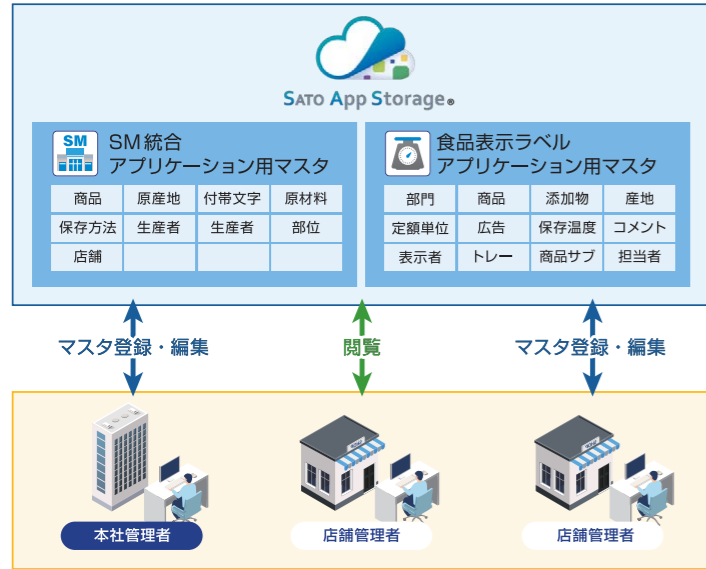 SATO App Storage®
SM
SM統合
アプリケーション用マスタ
商品 原産地 付帯文字 原材料
保存方法 生産者 生産者 部位
店舗
食品表示ラベル
アプリケーション用マスタ
部門 商品 添加物 産地
定額単位 広告 保存温度 コメント
表示者 トレー 商品サブ 担当者
マスタ登録・編集
閲覧
マスタ登録・編集
本社管理者
店舗管理者
店舗管理者